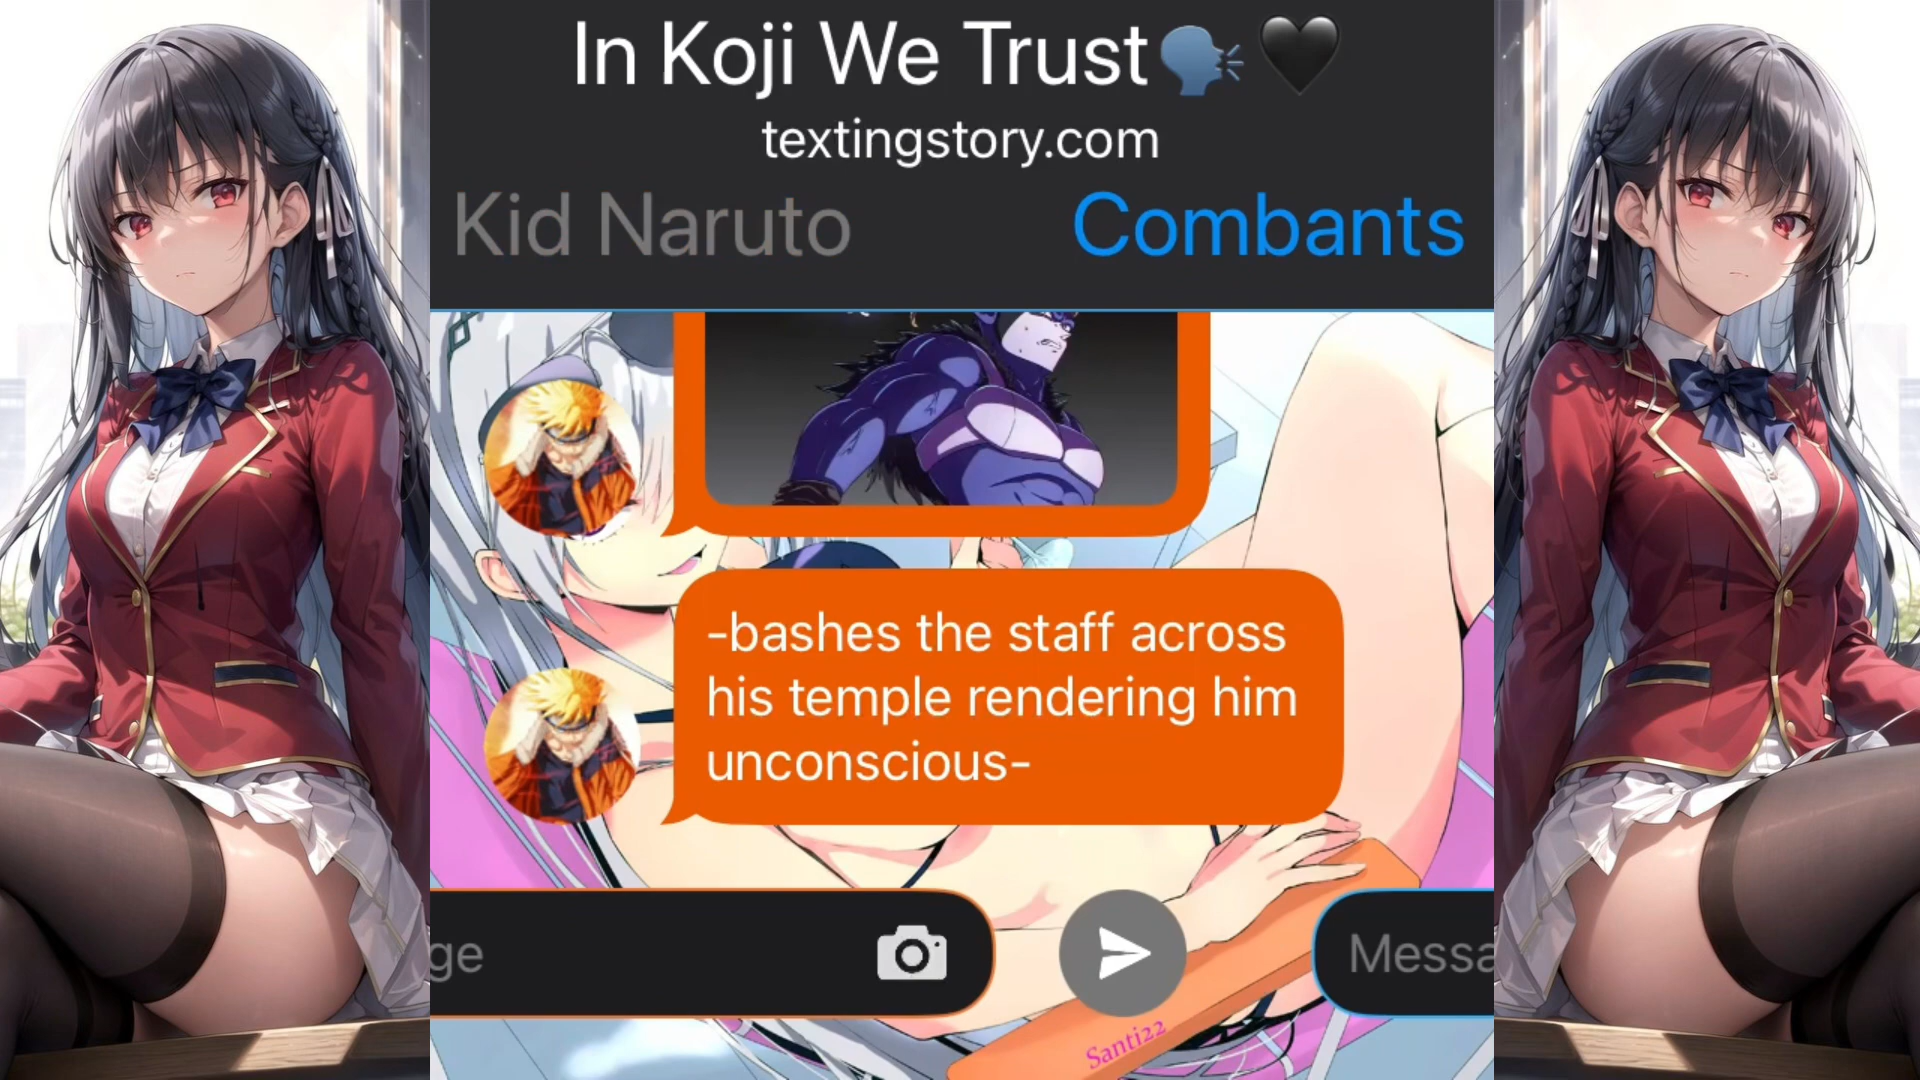 In Koji We Trust🗣️🖤
textingstory.com
Kid Naruto
Combants
-bashes the staff across
his temple rendering him
unconscious-
ge
Messa
Santi22